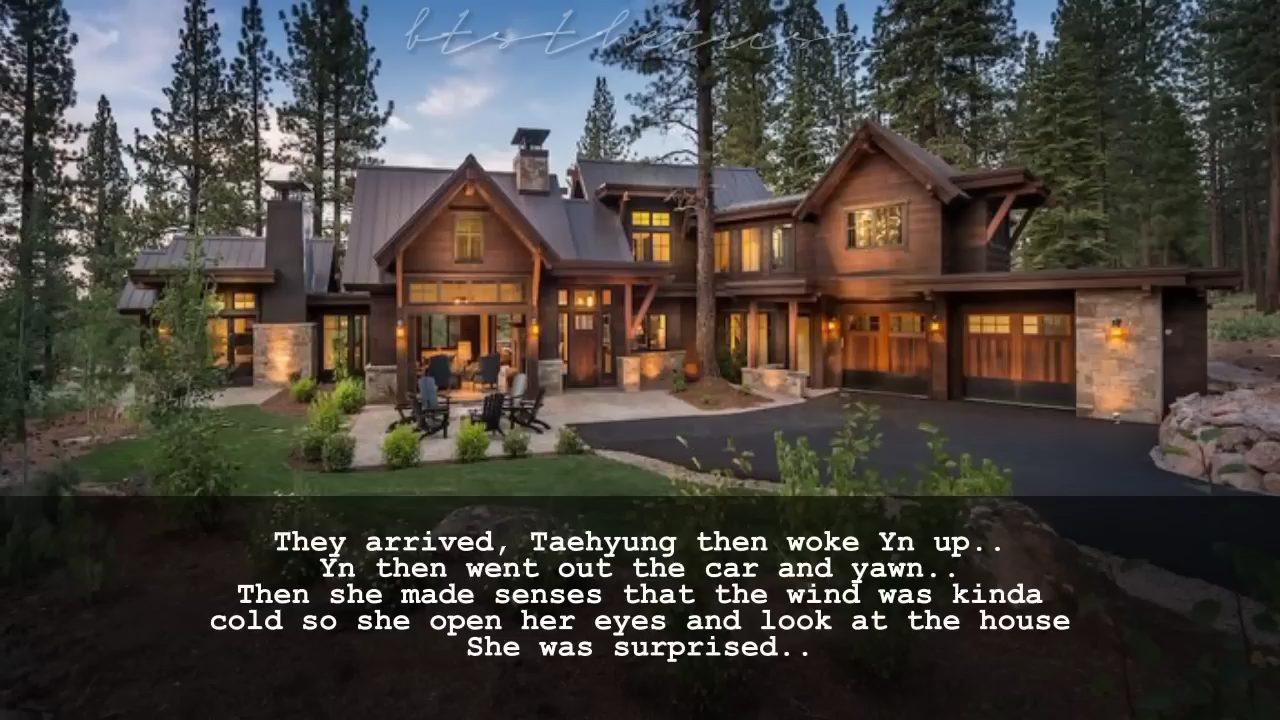 btsthetics
They arrived, Taehyung then woke Yn up..
Yn then went out the car and yawn..
Then she made senses that the wind was kinda
cold so she open her eyes and look at the house
She was surprised..